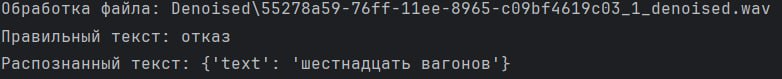 Обработка файла: Denoised\55278a59-76ff-11ee-8965-c09bf4619c03_1_denoised.wav
Правильный текст: отказ
Распознанный текст: {'text': 'шестнадцать вагонов'}